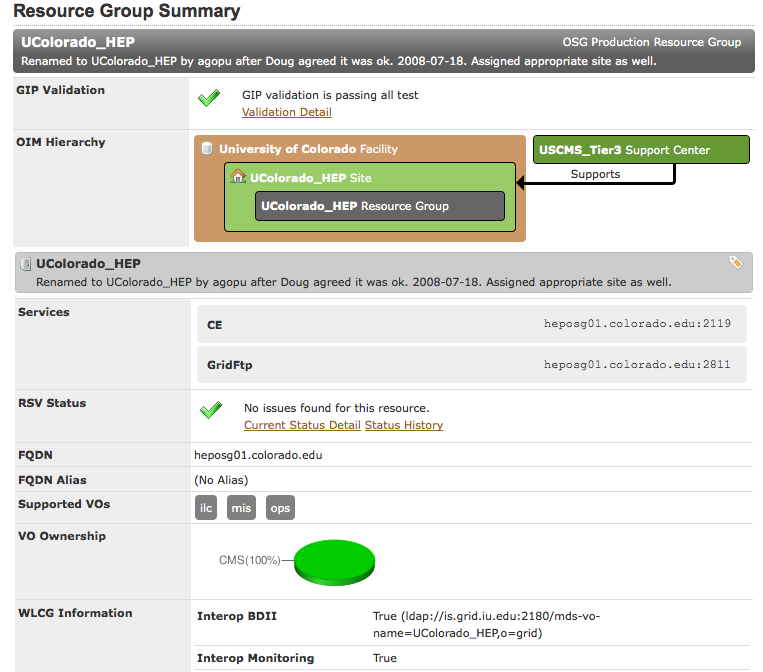 Resource Group Summary
UColorado_HEP OSG Production Resource Group
Renamed to UColorado_HEP by agopu after Doug agreed it was ok. 2008-07-18. Assigned appropriate site as well.
GIP Validation
GIP validation is passing all test
Validation Detail
OIM Hierarchy
University of Colorado Facility
UColorado_HEP Site
UColorado_HEP Resource Group
USCMS_Tier3 Support Center
Supports
UColorado_HEP
Renamed to UColorado_HEP by agopu after Doug agreed it was ok. 2008-07-18. Assigned appropriate site as well.
Services
CE heposg01.colorado.edu:2119
GridFtp heposg01.colorado.edu:2811
RSV Status
No issues found for this resource.
Current Status Detail Status History
FQDN heposg01.colorado.edu
FQDN Alias (No Alias)
Supported VOs ilc mis ops
VO Ownership
CMS(100%)
WLCG Information
Interop BDII True (ldap://is.grid.iu.edu:2180/mds-vo-
name=UColorado_HEP,o=grid)
Interop Monitoring True